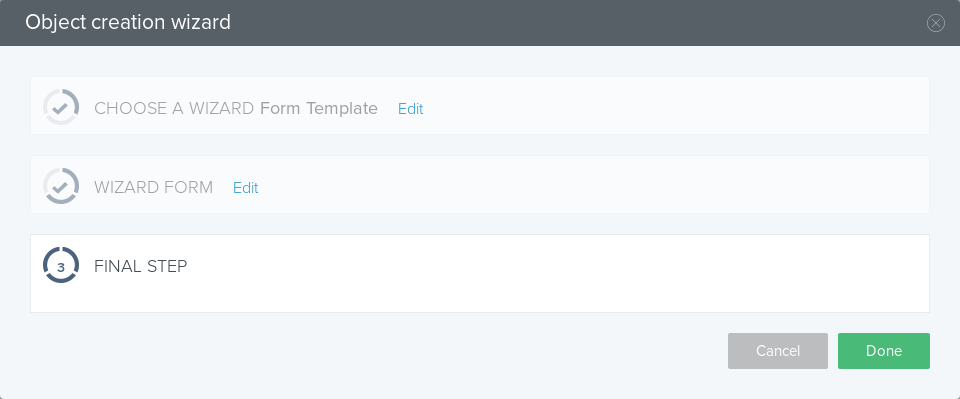 Object creation wizard
CHOOSE A WIZARD Form Template Edit
WIZARD FORM Edit
3 FINAL STEP
Cancel Done